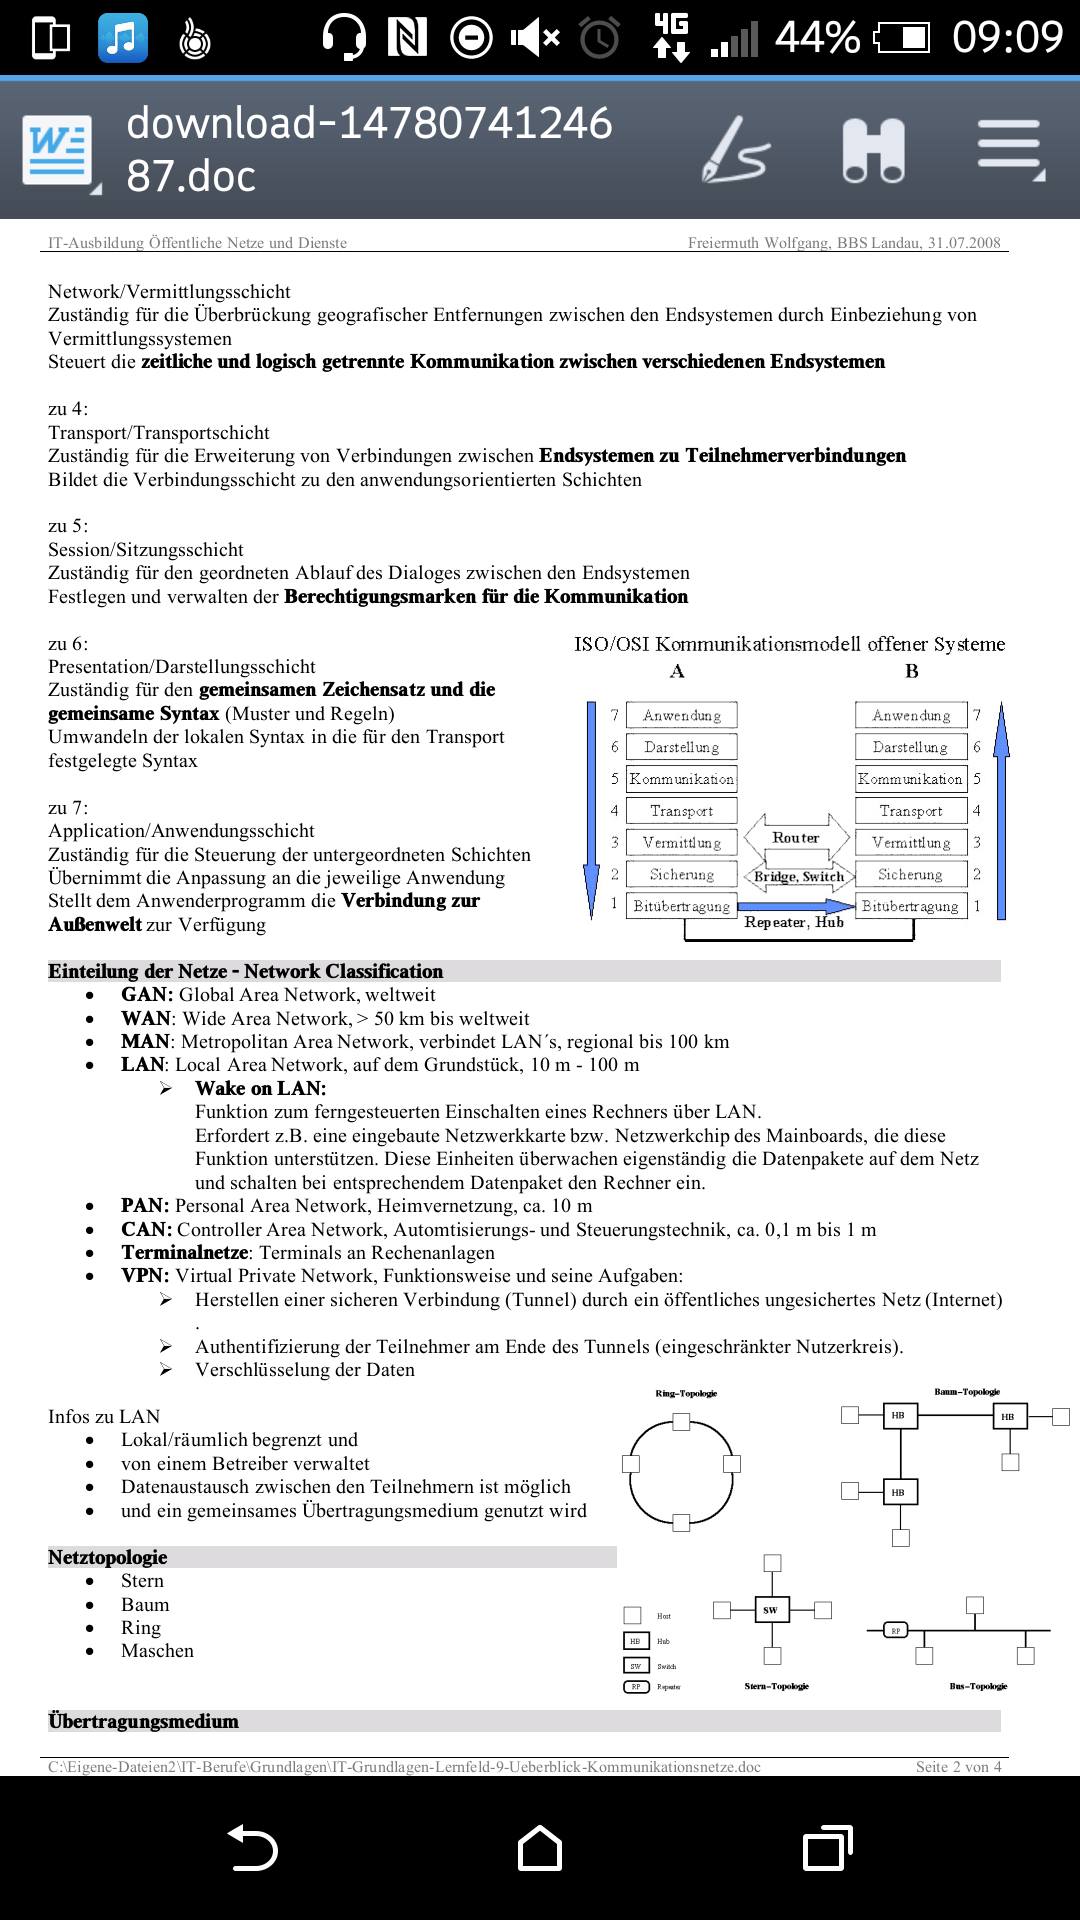 4G 44% 09:09
download-14780741246
87.doc
IT-Ausbildung Öffentliche Netze und Dienste Freiermuth Wolfgang, BBS Landau, 31.07.2008
Network/Vermittlungsschicht
Zuständig für die Überbrückung geografischer Entfernungen zwischen den Endsystemen durch Einbeziehung von
Vermittlungssystemen
Steuert die zeitliche und logisch getrennte Kommunikation zwischen verschiedenen Endsystemen
zu 4:
Transport/Transportschicht
Zuständig für die Erweiterung von Verbindungen zwischen Endsystemen zu Teilnehmerverbindungen
Bildet die Verbindungsschicht zu den anwendungsorientierten Schichten
zu 5:
Session/Sitzungsschicht
Zuständig für den geordneten Ablauf des Dialoges zwischen den Endsystemen
Festlegen und verwalten der Berechtigungsmarken für die Kommunikation
zu 6:
Presentation/Darstellungsschicht
Zuständig für den gemeinsamen Zeichensatz und die
gemeinsame Syntax (Muster und Regeln)
Umwandeln der lokalen Syntax in die für den Transport
festgelegte Syntax
zu 7:
Application/Anwendungsschicht
Zuständig für die Steuerung der untergeordneten Schichten
Übernimmt die Anpassung an die jeweilige Anwendung
Stellt dem Anwenderprogramm die Verbindung zur
Außenwelt zur Verfügung
ISO/OSI Kommunikationsmodell offener Systeme
A B
7 Anwendung Anwendung 7
6 Darstellung Darstellung 6
5 Kommunikation Kommunikation 5
4 Transport Transport 4
3 Vermittlung Router Vermittlung 3
2 Sicherung Bridge, Switch Sicherung 2
1 Bitübertragung Bitübertragung 1
Repeater, Hub
Einteilung der Netze - Network Classification
• GAN: Global Area Network, weltweit
• WAN: Wide Area Network, > 50 km bis weltweit
• MAN: Metropolitan Area Network, verbindet LAN´s, regional bis 100 km
• LAN: Local Area Network, auf dem Grundstück, 10 m - 100 m
➢ Wake on LAN:
Funktion zum ferngesteuerten Einschalten eines Rechners über LAN.
Erfordert z.B. eine eingebaute Netzwerkkarte bzw. Netzwerkchip des Mainboards, die diese
Funktion unterstützen. Diese Einheiten überwachen eigenständig die Datenpakete auf dem Netz
und schalten bei entsprechendem Datenpaket den Rechner ein.
• PAN: Personal Area Network, Heimvernetzung, ca. 10 m
• CAN: Controller Area Network, Automtisierungs- und Steuerungstechnik, ca. 0,1 m bis 1 m
• Terminalnetze: Terminals an Rechenanlagen
• VPN: Virtual Private Network, Funktionsweise und seine Aufgaben:
➢ Herstellen einer sicheren Verbindung (Tunnel) durch ein öffentliches ungesichertes Netz (Internet)
.
➢ Authentifizierung der Teilnehmer am Ende des Tunnels (eingeschränkter Nutzerkreis).
➢ Verschlüsselung der Daten
Infos zu LAN
• Lokal/räumlich begrenzt und
• von einem Betreiber verwaltet
• Datenaustausch zwischen den Teilnehmern ist möglich
• und ein gemeinsames Übertragungsmedium genutzt wird
Ring-Topologie
Baum-Topologie
HB HB
HB
Netztopologie
• Stern
• Baum
• Ring
• Maschen
Host
HB Hub
SW Switch
RP Repeater
SW
Stern-Topologie
RP
Bus-Topologie
Übertragungsmedium
C:\Eigene-Dateien2\IT-Berufe\Grundlagen\IT-Grundlagen-Lernfeld-9-Ueberblick-Kommunikationsnetze.doc Seite 2 von 4